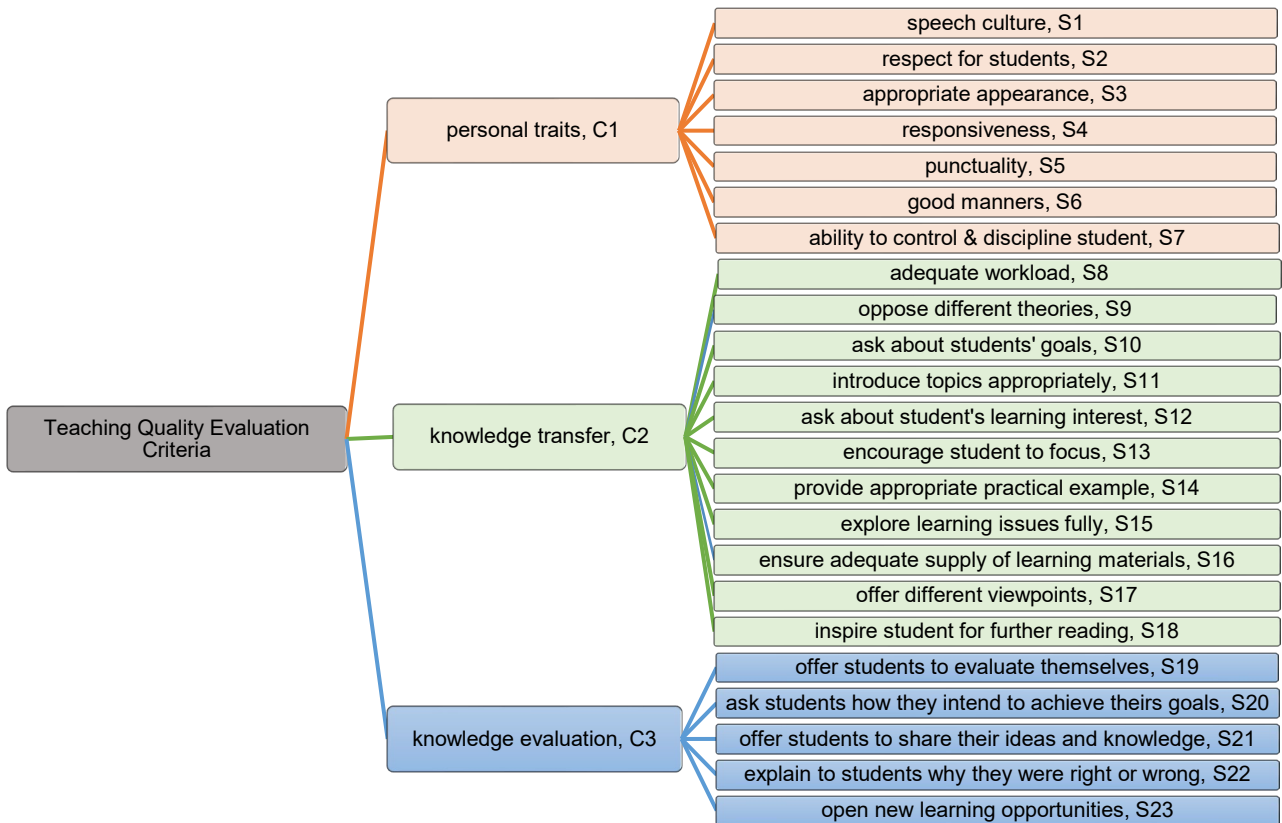 speech culture, S1
respect for students, S2
appropriate appearance, S3
personal traits, C1
responsiveness, S4
punctuality, S5
good manners, S6
ability to control & discipline student, S7
adequate workload, S8
oppose different theories, S9
ask about students' goals, S10
introduce topics appropriately, S11
Teaching Quality Evaluation
Criteria
knowledge transfer, C2
ask about student's learning interest, S12
encourage student to focus, S13
provide appropriate practical example, S14
explore learning issues fully, S15
ensure adequate supply of learning materials, S16
offer different viewpoints, S17
inspire student for further reading, S18
offer students to evaluate themselves, S19
ask students how they intend to achieve theirs goals, S20
knowledge evaluation, C3
offer students to share their ideas and knowledge, S21
explain to students why they were right or wrong, S22
open new learning opportunities, S23